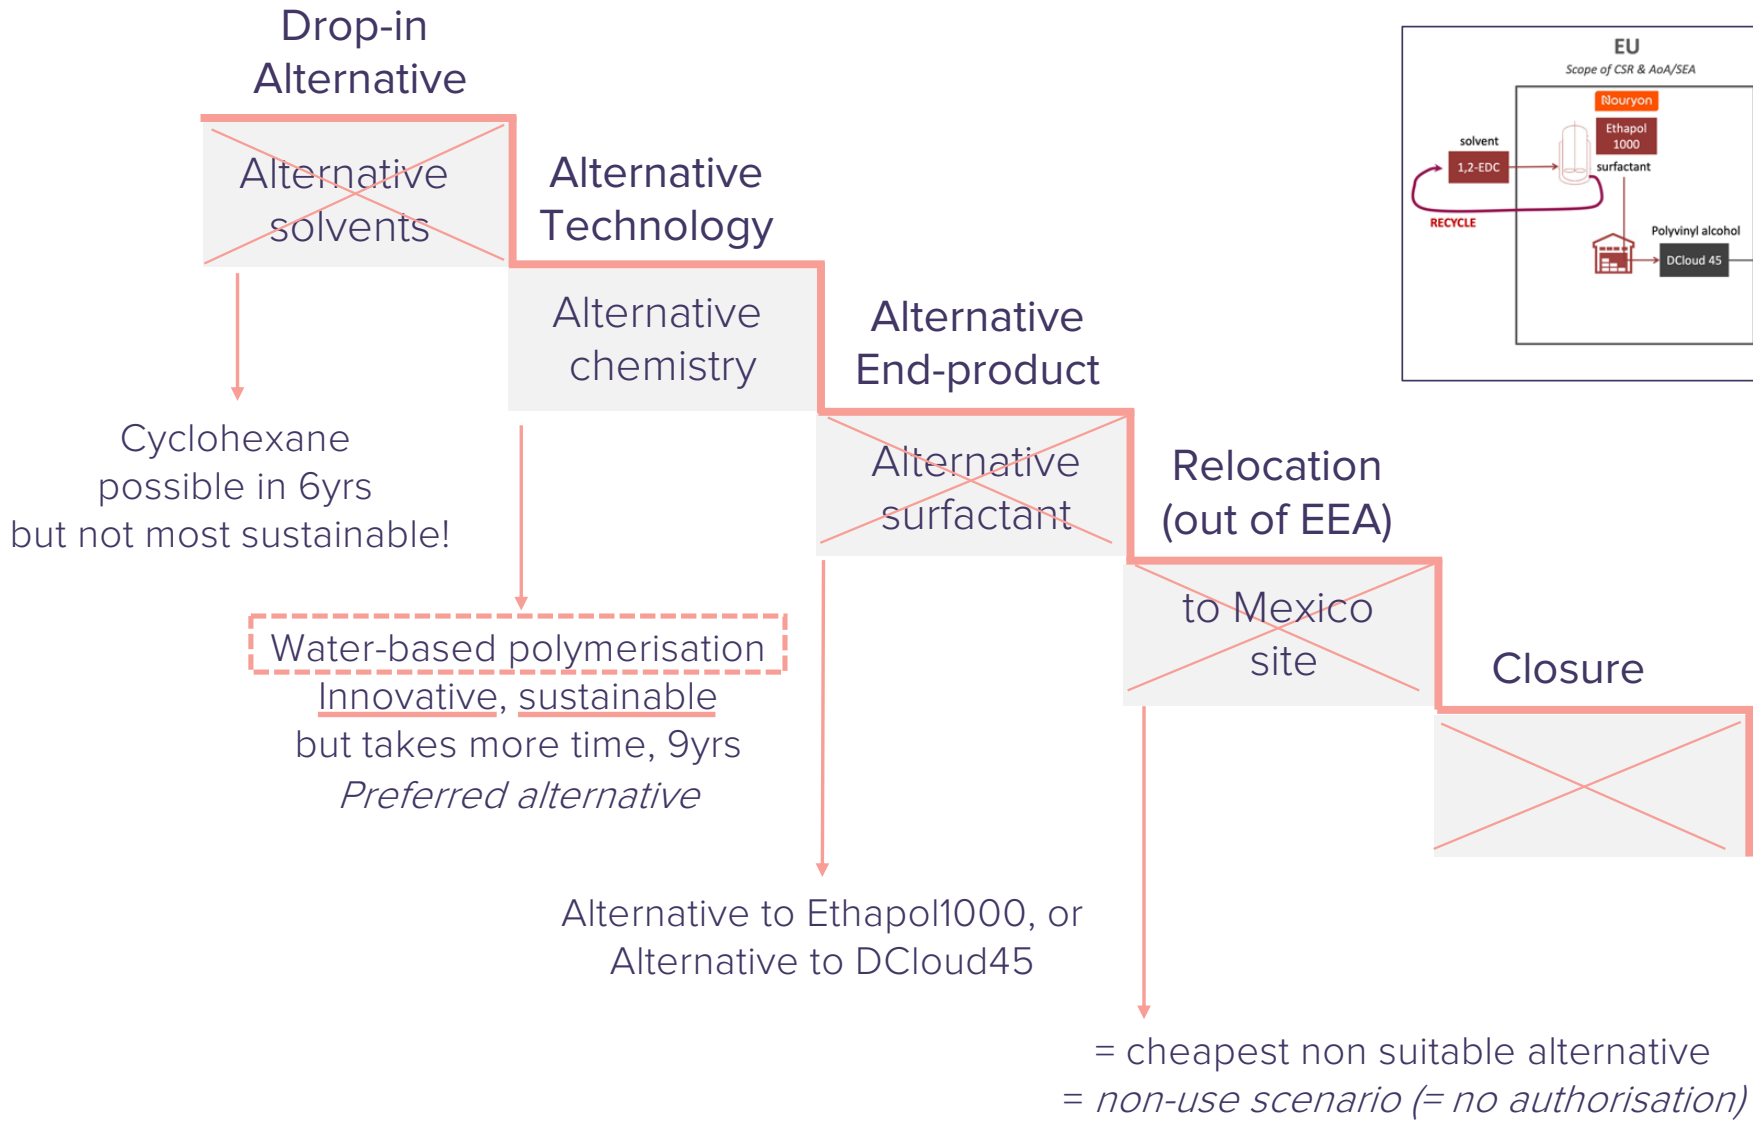 Drop-in
Alternative
Alternative
solvents
Cyclohexane
possible in 6yrs
but not most sustainable!
Alternative
Technology
Alternative
chemistry
Water-based polymerisation
Innovative, sustainable
but takes more time, 9yrs
Preferred alternative
Alternative
End-product
Alternative
surfactant
Alternative to Ethapol1000, or
Alternative to DCloud45
Relocation
(out of EEA)
to Mexico
site
= cheapest non suitable alternative
= non-use scenario (= no authorisation)
Closure
EU
Scope of CSR & AoA/SEA
Nouryon
Ethapol
1000
solvent
1,2-EDC
surfactant
RECYCLE
Polyvinyl alcohol
DCloud 45